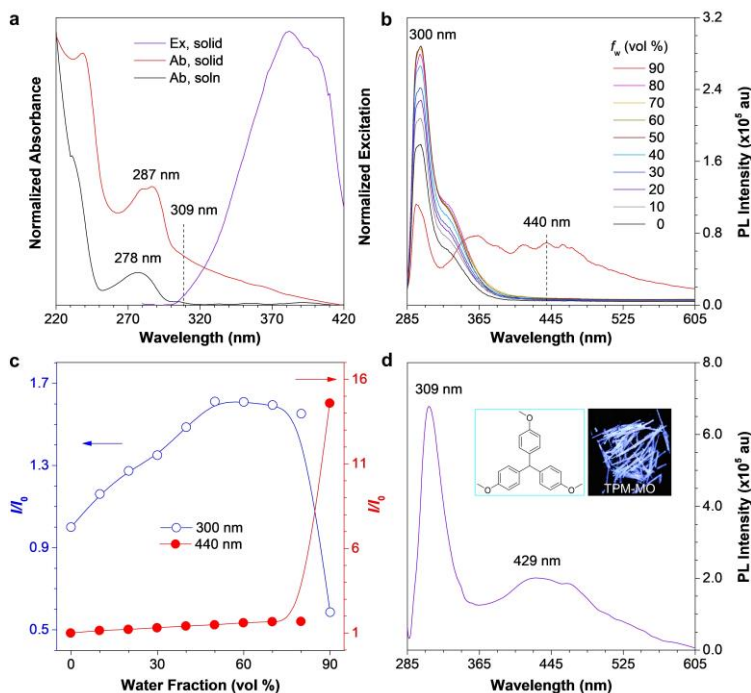 a
Ex, solid
Ab, solid
Ab, soln
287 nm
309 nm
278 nm
Normalized Absorbance
Normalized Excitation
220 270 320 370 420
Wavelength (nm)
b
300 nm
f_w (vol %)
90
80
70
60
50
40
30
20
10
0
440 nm
3.2
2.4
1.6
0.8
0.0
PL Intensity (x10⁵ au)
285 365 445 525 605
Wavelength (nm)
c
1.7
1.3
0.9
0.5
I/I₀
16
14
11
7
4
1
I/I₀
300 nm
440 nm
0 30 60 90
Water Fraction (vol %)
d
309 nm
O
O
O
TPM-MO
429 nm
8.0
6.0
4.0
2.0
0.0
PL Intensity (x10⁵ au)
285 365 445 525 605
Wavelength (nm)